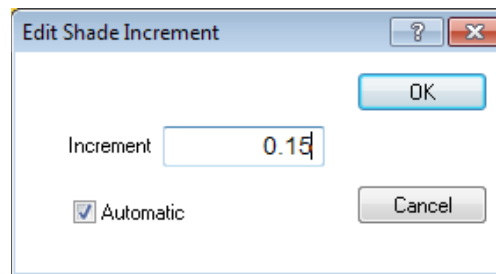 Edit Shade Increment
?
OK
Increment 0.15
Automatic
Cancel